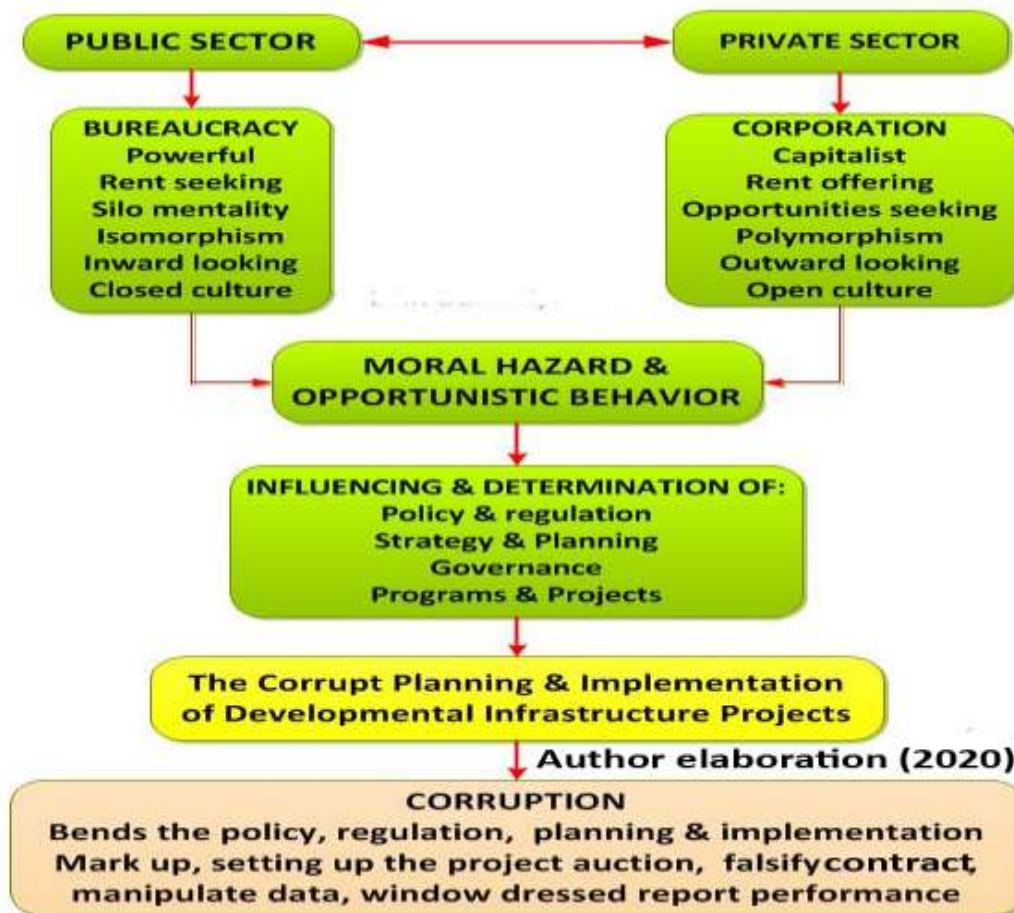 PUBLIC SECTOR
PRIVATE SECTOR
BUREAUCRACY
Powerful
Rent seeking
Silo mentality
Isomorphism
Inward looking
Closed culture
CORPORATION
Capitalist
Rent offering
Opportunities seeking
Polymorphism
Outward looking
Open culture
MORAL HAZARD &
OPPORTUNISTIC BEHAVIOR
INFLUENCING & DETERMINATION OF:
Policy & regulation
Strategy & Planning
Governance
Programs & Projects
The Corrupt Planning & Implementation
of Developmental Infrastructure Projects
Author elaboration (2020)
CORRUPTION
Bends the policy, regulation, planning & implementation
Mark up, setting up the project auction, falsify contract,
manipulate data, window dressed report performance